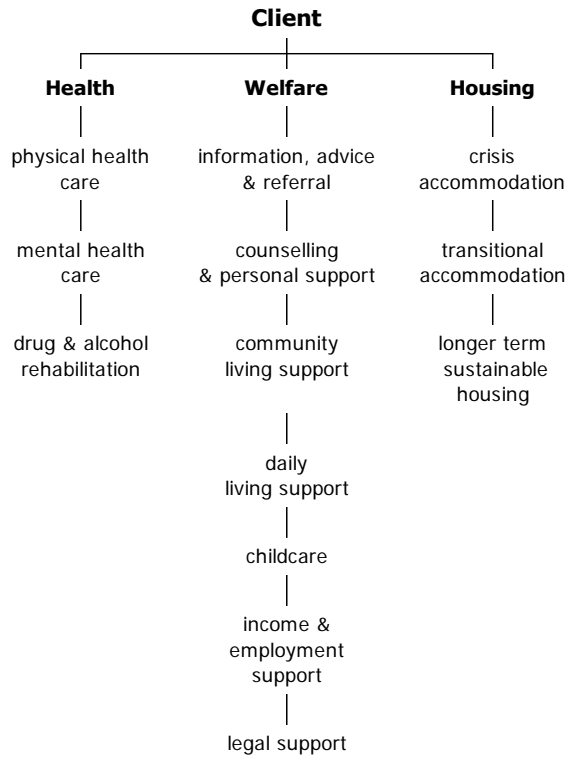 Client
Health
physical health
care
mental health
care
drug & alcohol
rehabilitation
Welfare
information, advice
& referral
counselling
& personal support
community
living support
daily
living support
childcare
income &
employment
support
legal support
Housing
crisis
accommodation
transitional
accommodation
longer term
sustainable
housing